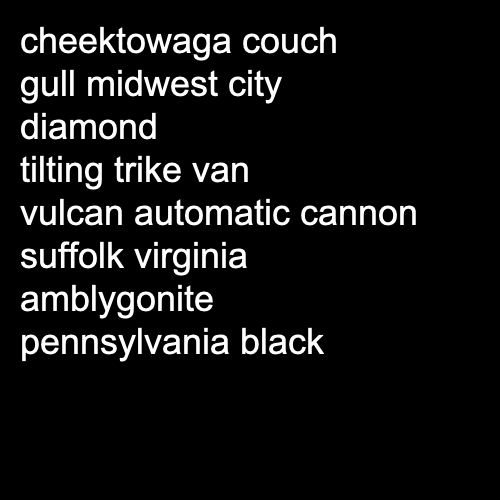 cheektowaga couch
gull midwest city
diamond
tilting trike van
vulcan automatic cannon
suffolk virginia
amblygonite
pennsylvania black